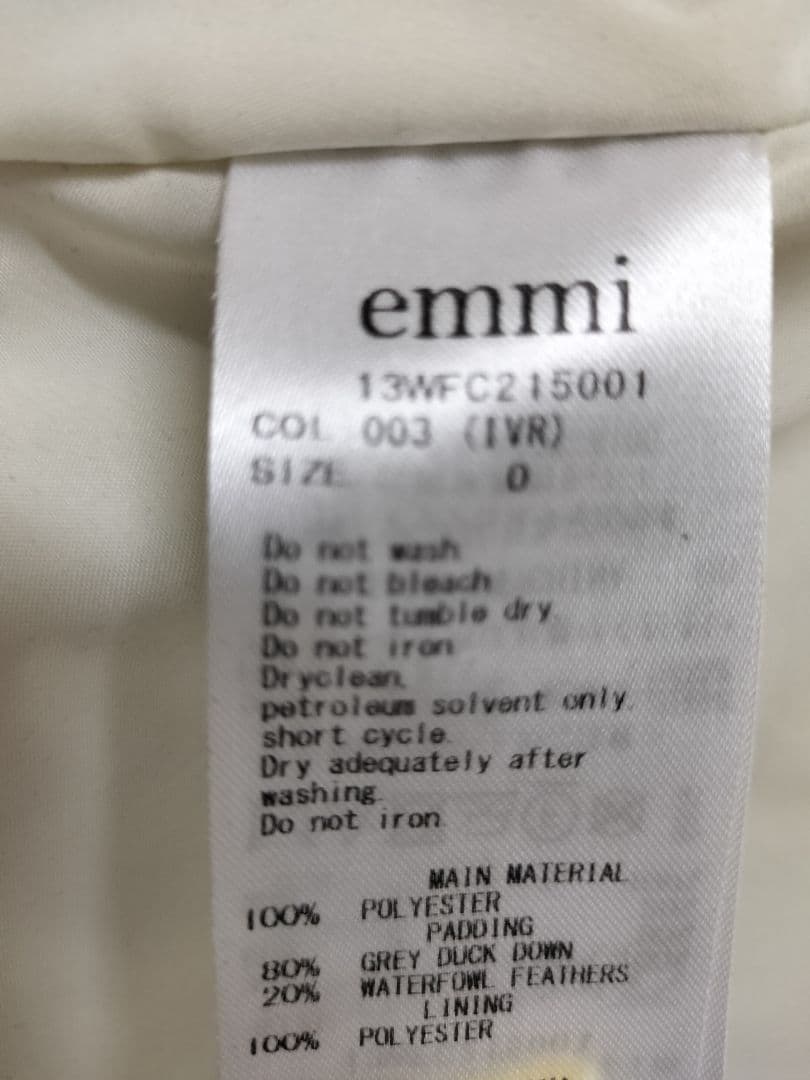 emmi
13WFC215001
COL 003 (IVR)
SIZE 0
Do not wash
Do not bleach
Do not tumble dry.
Do not iron
Dryclean,
petroleum solvent only.
short cycle.
Dry adequately after
washing.
Do not iron
MAIN MATERIAL
100% POLYESTER
PADDING
80% GREY DUCK DOWN
20% WATERFOWL FEATHERS
LINING
100% POLYESTER